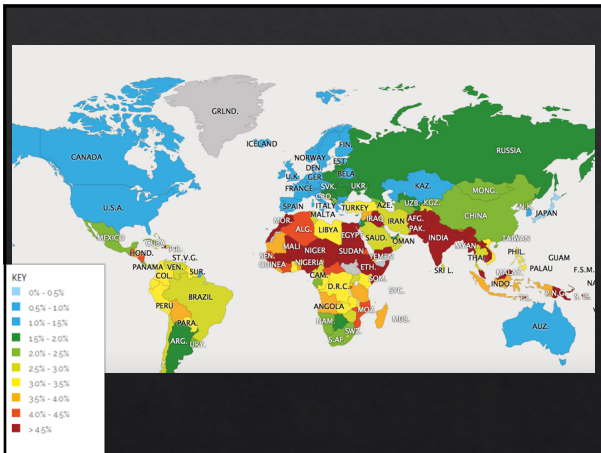 GRLND.
ICELAND
FIN.
NORWAY
RUSSIA
EST.
DEN.
CANADA
U.K.
GER.
BELA
FRANCE
SVK.
UKR.
KAZ.
MONG.
CRO.
SPAIN
ITALY
TURKEY
AZE.
UZB.
KGZ.
N.K.
U.S.A.
MALTA
CHINA
JAPAN
MOR.
IRAQ
IRAN
AFG.
ALG.
LIBYA
EGYPT
SAUD.
PAK.
MEXICO
CUBA
OMAN
INDIA
TAIWAN
HOND.
MALI
NIGER
SUDAN
YEMEN
PHIL.
GUAM
ST.V.G.
SEN.
THAI.
PANAMA
VEN.
GUINEA
NIGERIA
ETH.
SRI L.
PALAU
F.S.M.
KEY
COL.
SUR.
CAM.
SOM.
MALAY.
0% - 0.5%
D.R.C.
INDO.
0.5% - 1.0%
BRAZIL
P.N.G.
1.0% - 1.5%
PERU
ANGOLA
1.5% - 2.0%
PARA.
MOZ.
MUS.
2.0% - 2.5%
NAM.
AUZ.
2.5% - 3.0%
ARG.
URY.
SWZ.
3.0% - 3.5%
S.AF.
3.5% - 4.0%
4.0% - 4.5%
> 4.5%